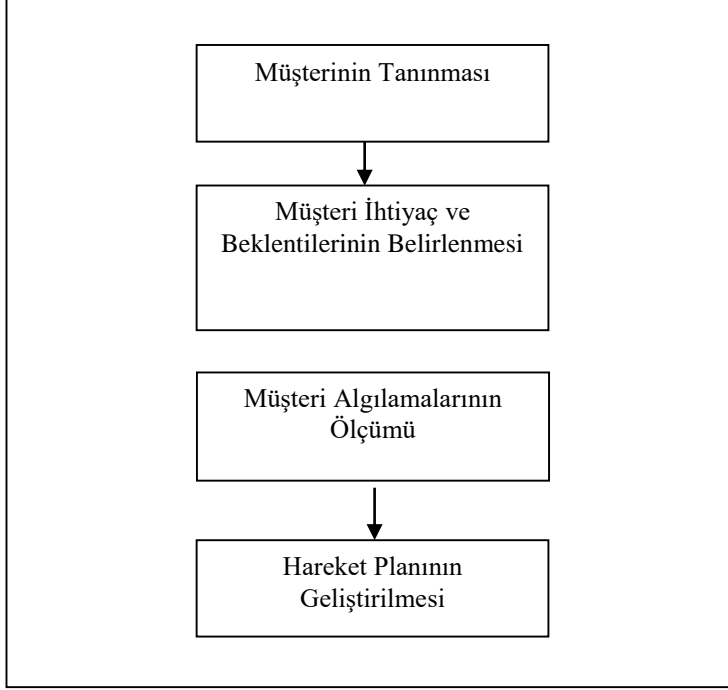 Müşterinin Tanınması
Müşteri İhtiyaç ve
Beklentilerinin Belirlenmesi
Müşteri Algılamalarının
Ölçümü
Hareket Planının
Geliştirilmesi